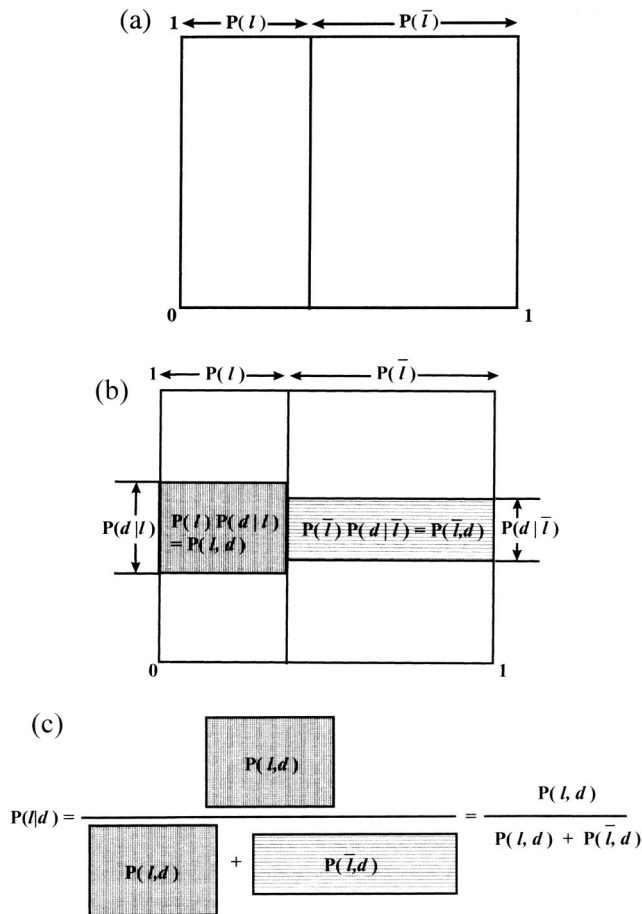 (a)
1 P(l) P(l̅)
0 1
(b)
1 P(l) P(l̅)
P(d|l) P(l) P(d|l) = P(l,d) P(l̅) P(d|l̅) = P(l̅,d) P(d|l̅)
0 1
(c)
P(l,d)
P(l|d) = = P(l, d)
P(l,d) + P(l̅,d) P(l, d) + P(l̅, d)